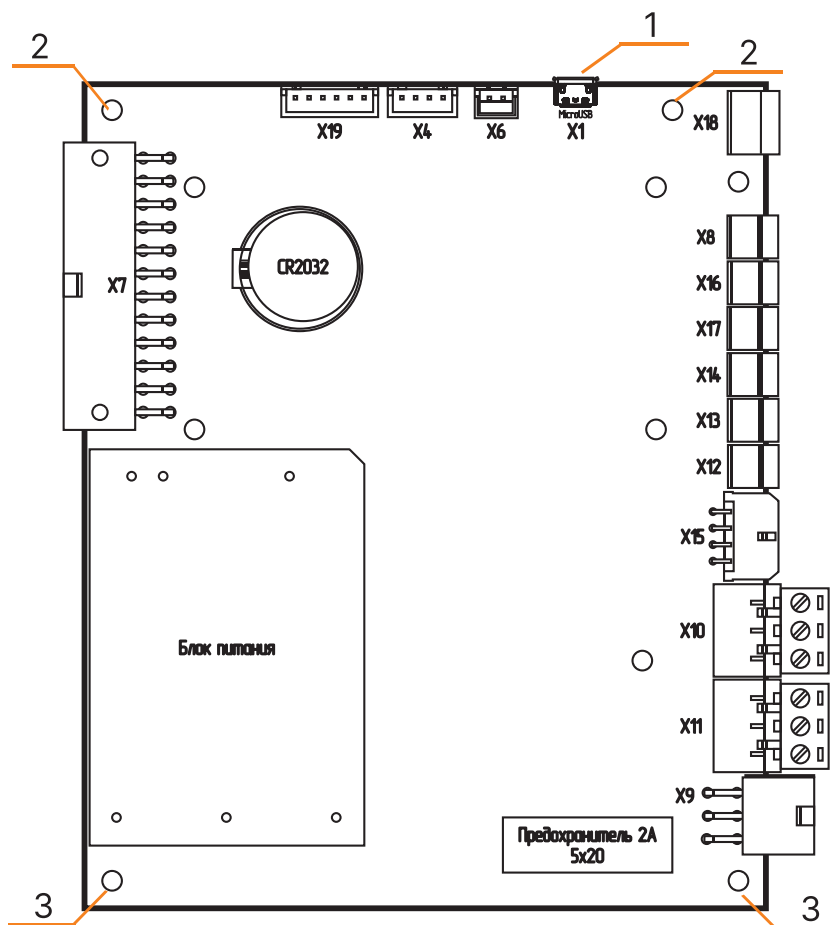 1
2
2
X19
X4
X6
MicroUSB
X1
X18
X7
CR2032
X8
X16
X17
X14
X13
X12
X15
X10
X11
X9
Блок питания
Предохранитель 2А
5x20
3
3